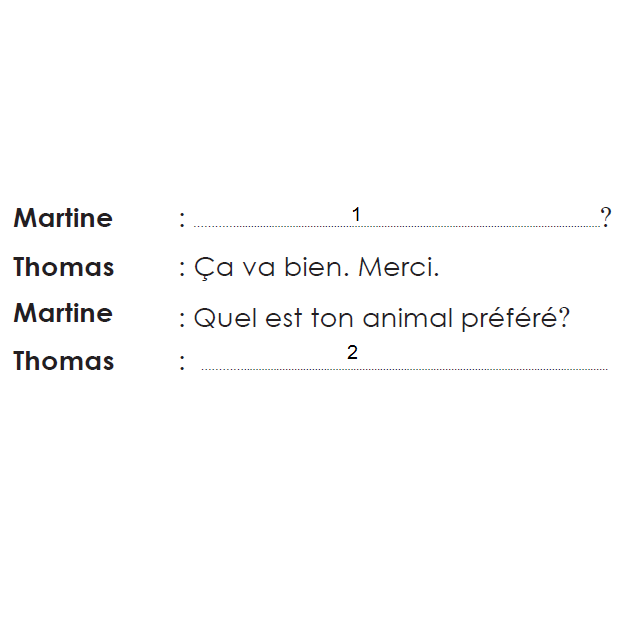 Martine : ..........1..........?
Thomas : Ça va bien. Merci.
Martine : Quel est ton animal préféré?
Thomas : ..........2..........